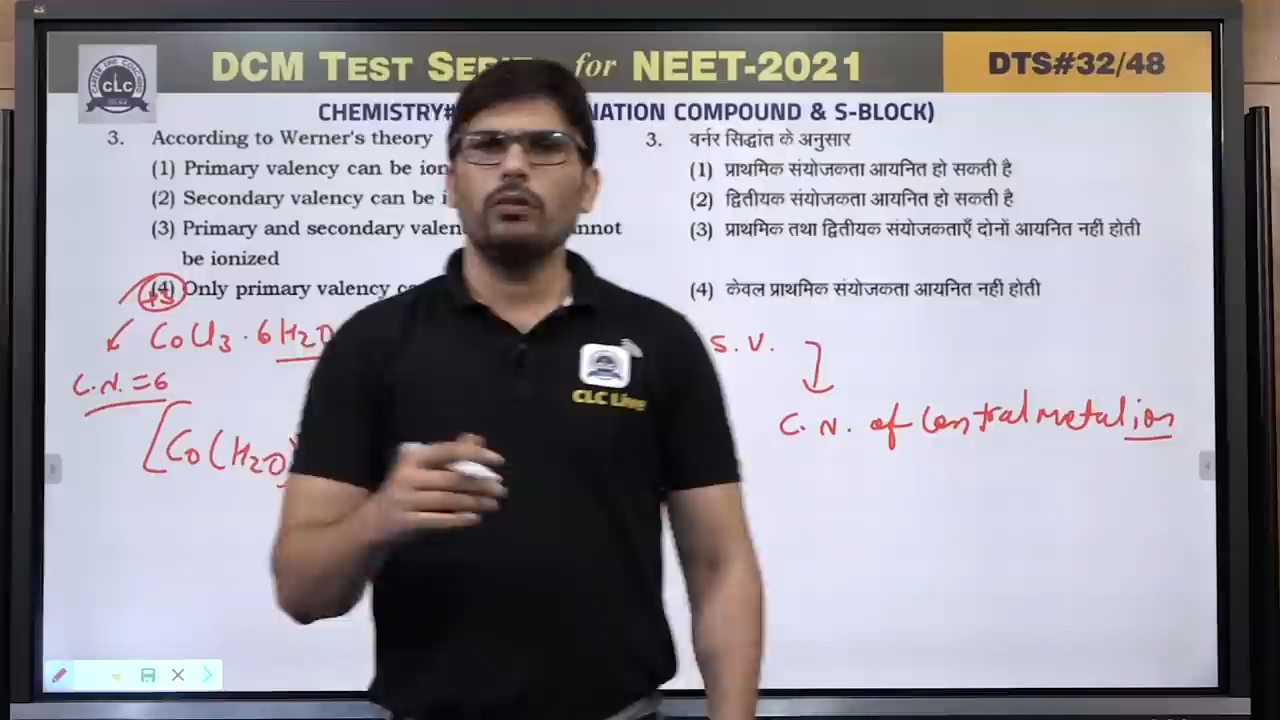 DCM TEST SERI for NEET-2021
DTS#32/48
CLC
CHEMISTRY# NATION COMPOUND & S-BLOCK)
3. According to Werner's theory
(1) Primary valency can be ion
(2) Secondary valency can be i
(3) Primary and secondary valen nnot
be ionized
(4) Only primary valency c
3. वर्नर सिद्धांत के अनुसार
(1) प्राथमिक संयोजकता आयनित हो सकती है
(2) द्वितीयक संयोजकता आयनित हो सकती है
(3) प्राथमिक तथा द्वितीयक संयोजकताएँ दोनों आयनित नहीं होती
(4) केवल प्राथमिक संयोजकता आयनित नही होती
+3
CoCl3 . 6H2O
C.N. = 6
[Co(H2O)
S.V.
C.N. of Central metal ion
CLC Live